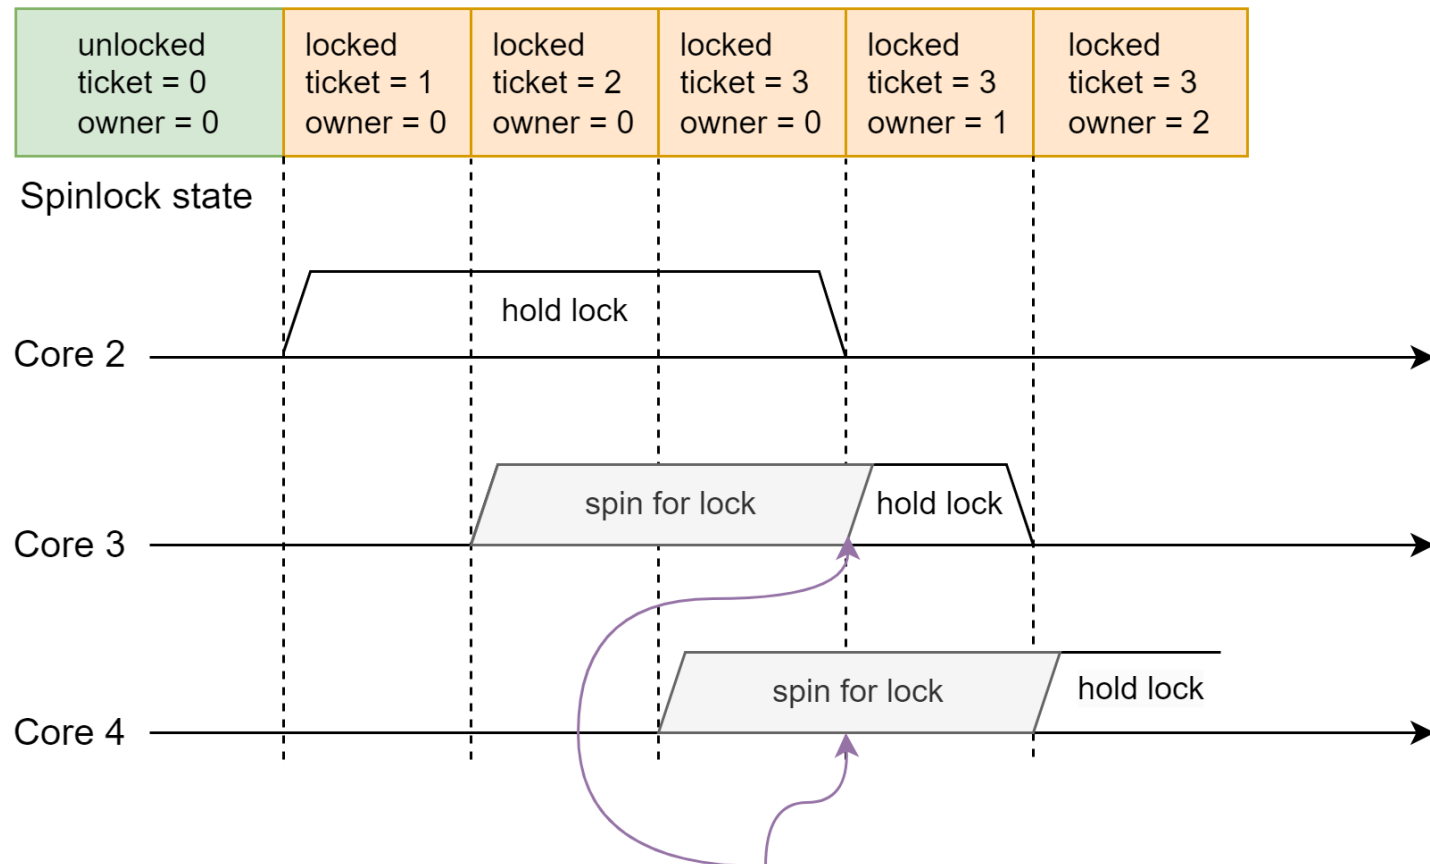 unlocked
ticket = 0
owner = 0
locked
ticket = 1
owner = 0
locked
ticket = 2
owner = 0
locked
ticket = 3
owner = 0
locked
ticket = 3
owner = 1
locked
ticket = 3
owner = 2
Spinlock state
hold lock
Core 2
spin for lock
hold lock
Core 3
spin for lock
hold lock
Core 4